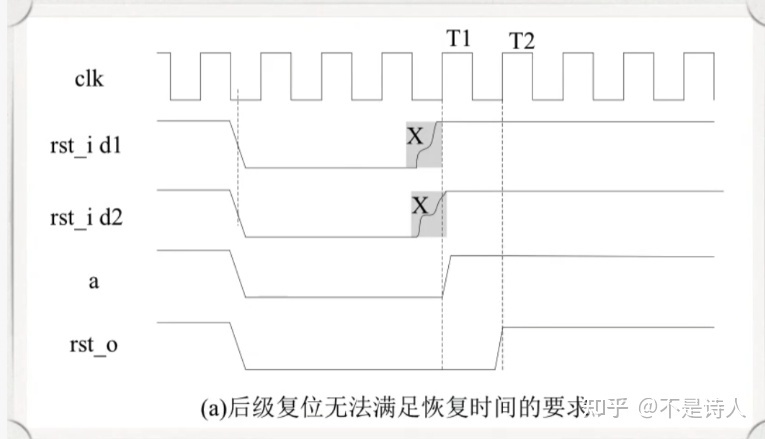 T1 T2
clk
X
rst_i d1
X
rst_i d2
a
rst_o
(a)后级复位无法满足恢复时间的要求
知乎 @不是诗人